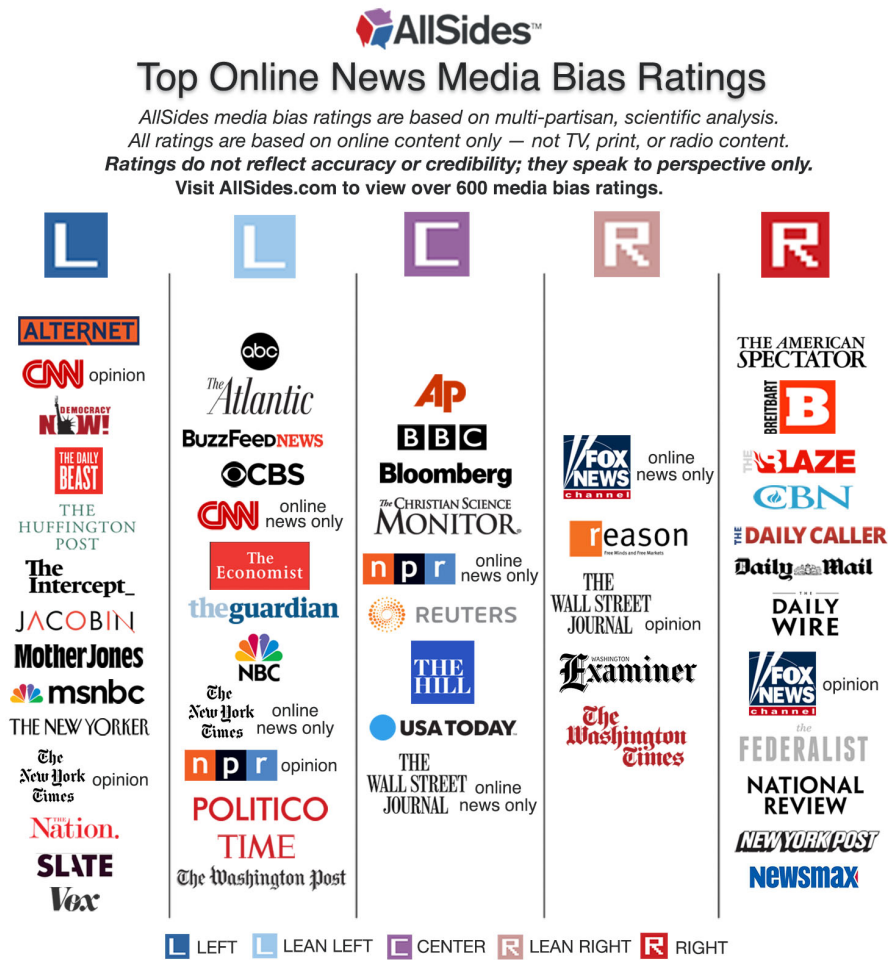 AllSides™
Top Online News Media Bias Ratings
AllSides media bias ratings are based on multi-partisan, scientific analysis.
All ratings are based on online content only — not TV, print, or radio content.
Ratings do not reflect accuracy or credibility; they speak to perspective only.
Visit AllSides.com to view over 600 media bias ratings.
L
L
C
R
R
ALTERNET
CNN opinion
DEMOCRACY
NOW!
THE DAILY
BEAST
THE
HUFFINGTON
POST
The
Intercept_
JACOBIN
MotherJones
msnbc
THE NEW YORKER
The
New York
Times opinion
THE
Nation.
SLATE
Vox
abc
The
Atlantic
BUZZFEED NEWS
CBS
CNN online
news only
The
Economist
theguardian
NBC
The
New York
Times online
news only
npr opinion
POLITICO
TIME
The Washington Post
AP
BBC
Bloomberg
The CHRISTIAN SCIENCE
MONITOR
npr online
news only
REUTERS
THE
HILL
USA TODAY
THE
WALL STREET
JOURNAL online
news only
FOX
NEWS
channel online
news only
reason
Free Minds and Free Markets
THE
WALL STREET
JOURNAL opinion
WASHINGTON
Examiner
The
Washington
Times
THE AMERICAN
SPECTATOR
BREITBART
B
THE
BLAZE
CBN
THE DAILY CALLER
Daily Mail
THE
DAILY
WIRE
FOX
NEWS
channel opinion
the
FEDERALIST
NATIONAL
REVIEW
NEW YORK POST
Newsmax
L LEFT L LEAN LEFT C CENTER R LEAN RIGHT R RIGHT